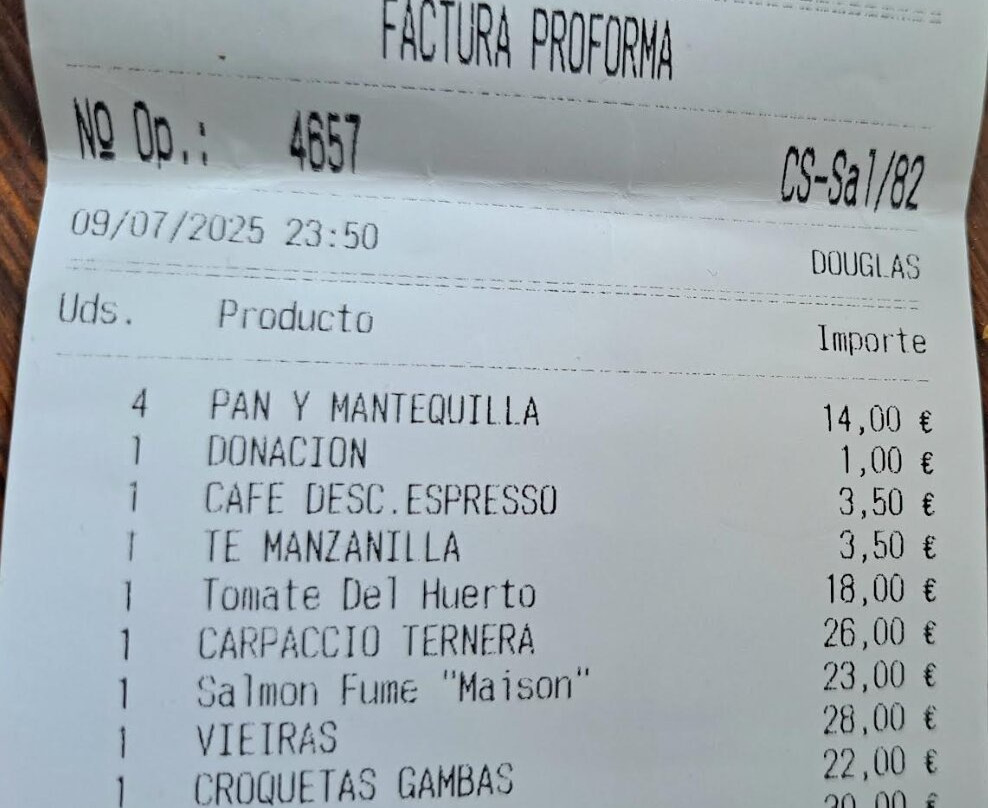 FACTURA PROFORMA
Nº Op.: 4657 CS-Sal/82
09/07/2025 23:50 DOUGLAS
Uds. Producto Importe
4 PAN Y MANTEQUILLA 14,00 €
1 DONACION 1,00 €
1 CAFE DESC.ESPRESSO 3,50 €
1 TE MANZANILLA 3,50 €
1 Tomate Del Huerto 18,00 €
1 CARPACCIO TERNERA 26,00 €
1 Salmon Fume "Maison" 23,00 €
1 VIEIRAS 28,00 €
1 CROQUETAS GAMBAS 22,00 €